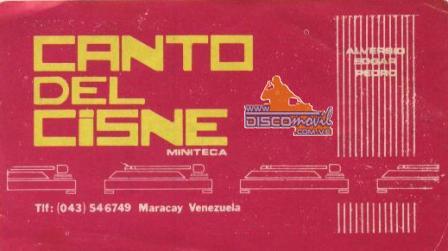 CANTO
DEL
CISNE
MINITECA
ALVERSIO
EDGAR
PEDRO
WWW.
DISCOmovil
.COM.VE
Tlf: (043) 546749 Maracay Venezuela